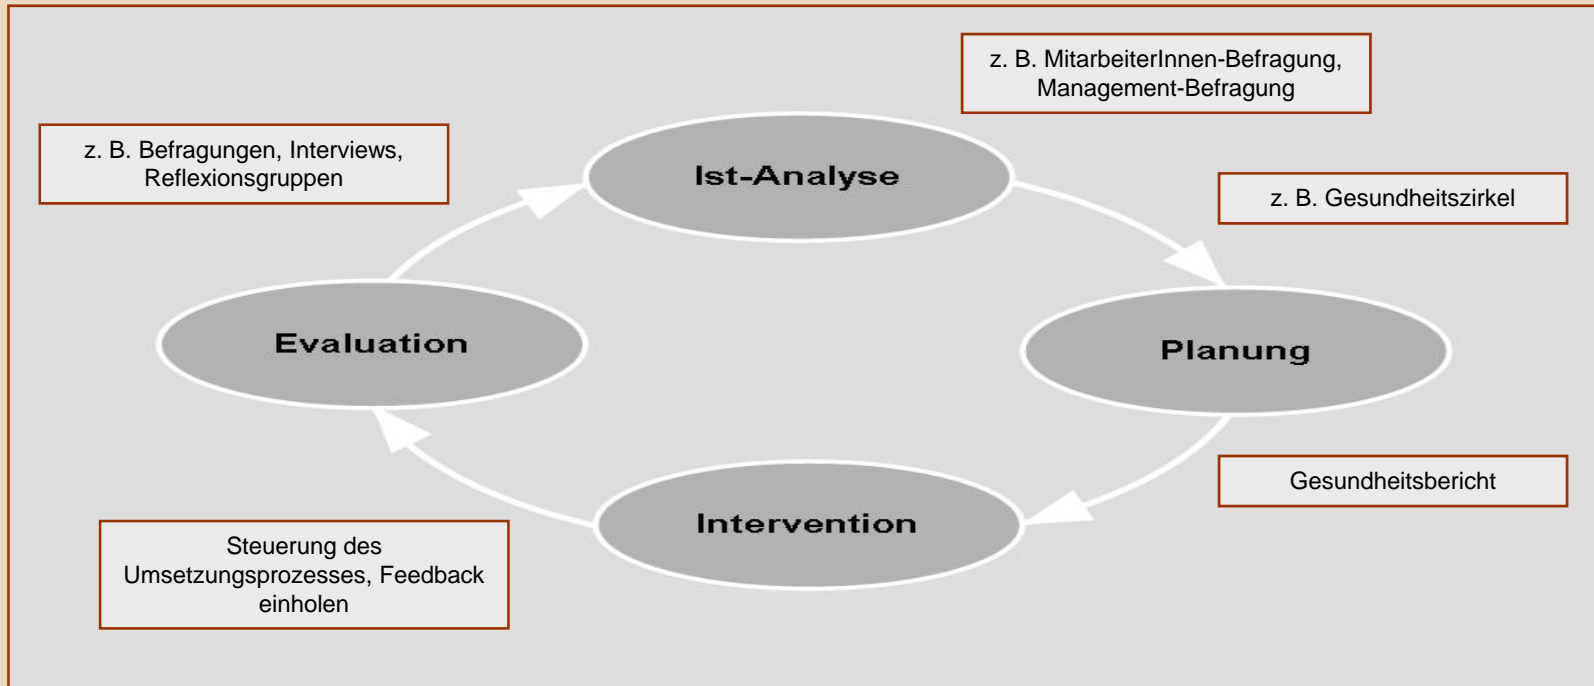 z. B. MitarbeiterInnen-Befragung,
Management-Befragung
z. B. Befragungen, Interviews,
Reflexionsgruppen
Ist-Analyse
z. B. Gesundheitszirkel
Evaluation
Planung
Gesundheitsbericht
Intervention
Steuerung des
Umsetzungsprozesses, Feedback
einholen